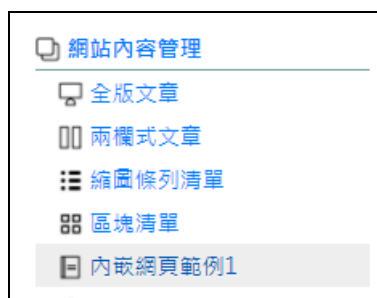 網站內容管理
全版文章
兩欄式文章
縮圖條列清單
區塊清單
內嵌網頁範例1